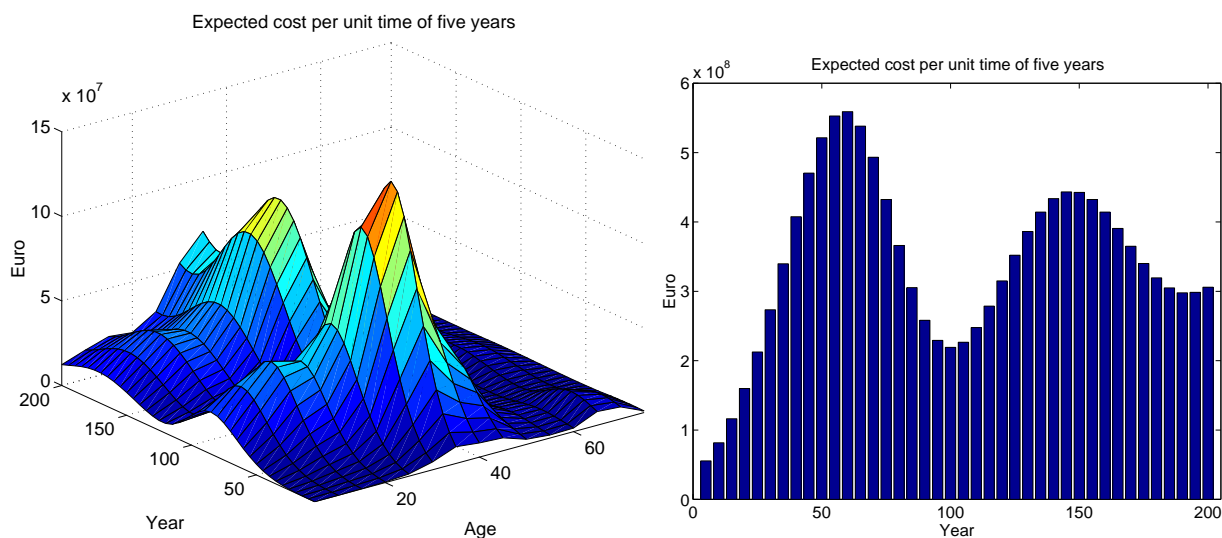 Expected cost per unit time of five years
x 10^7
15
10
5
0
Euro
200
150
100
50
Year
20
40
60
Age
Expected cost per unit time of five years
x 10^8
6
5
4
3
2
1
0
Euro
0
50
100
150
200
Year